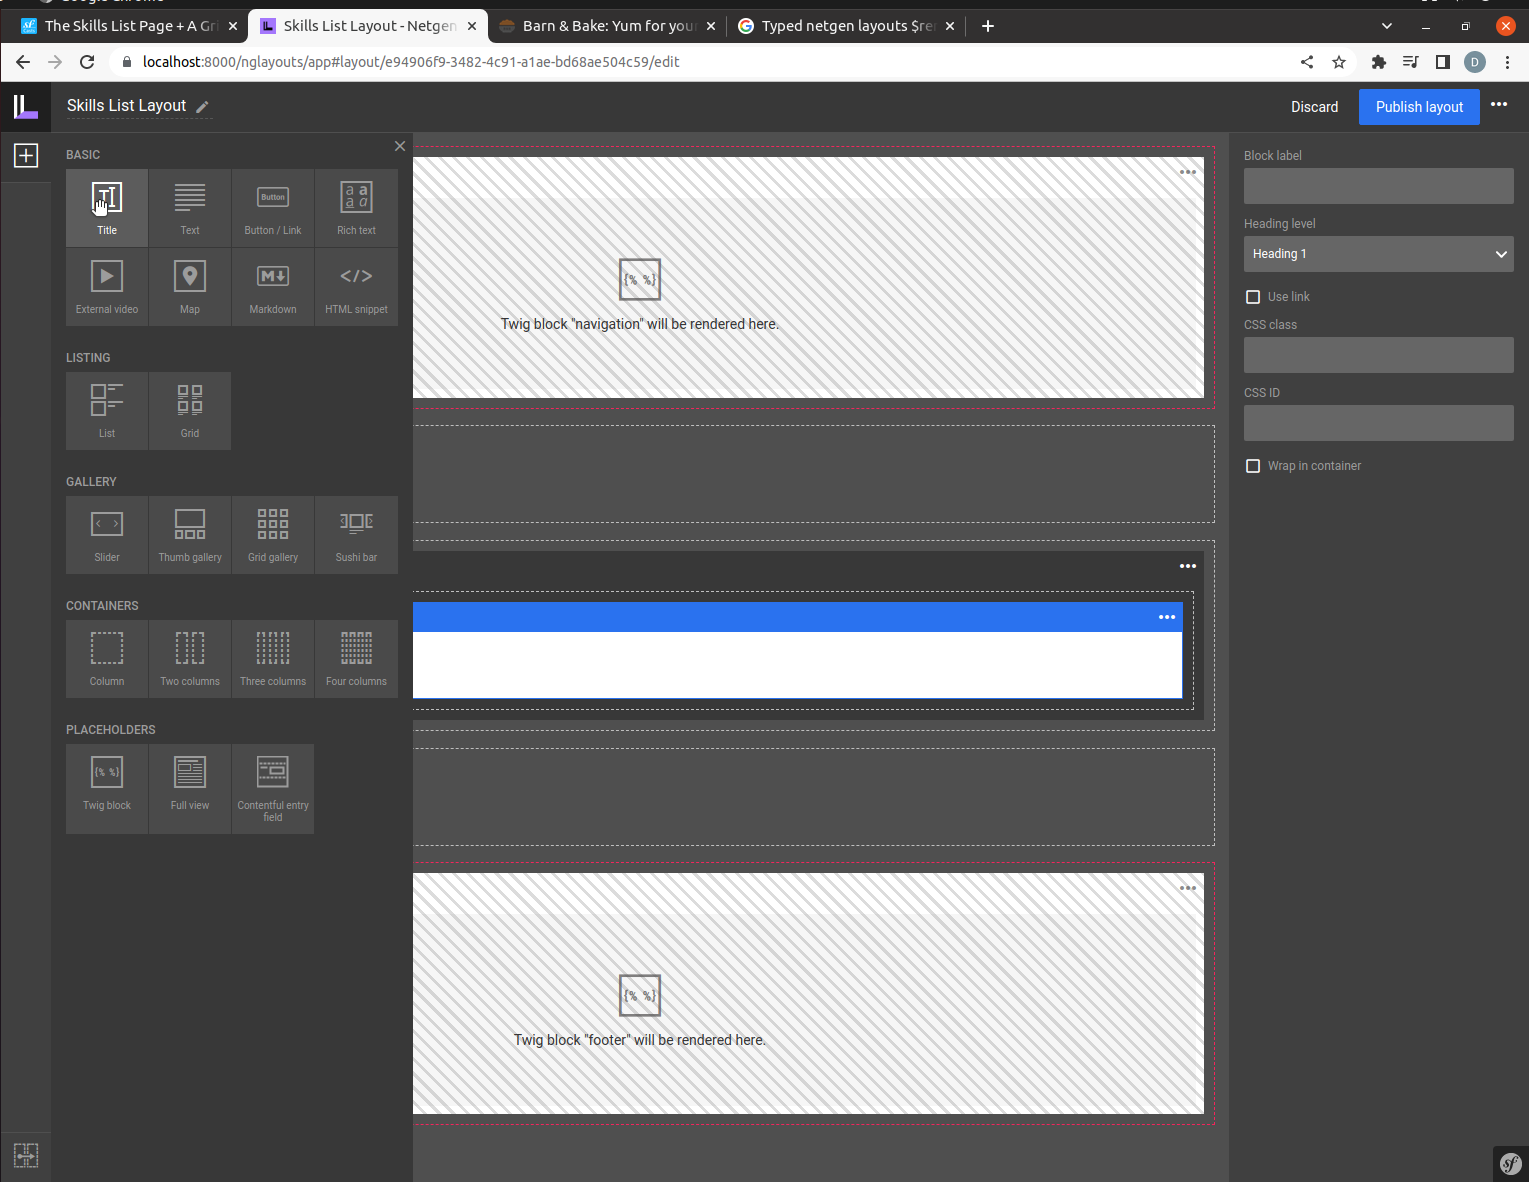 Google Chrome
The Skills List Page + A Gri
Skills List Layout - Netgen
Barn & Bake: Yum for you
Typed netgen layouts $re
localhost:8000/nglayouts/app#layout/e94906f9-3482-4c91-a1ae-bd68ae504c59/edit
D
Skills List Layout
Discard
Publish layout
BASIC
Title
Text
Button
Button / Link
a a
a a
Rich text
External video
Map
M
Markdown
</>
HTML snippet
LISTING
List
Grid
GALLERY
Slider
Thumb gallery
Grid gallery
Sushi bar
CONTAINERS
Column
Two columns
Three columns
Four columns
PLACEHOLDERS
{% %}
Twig block
Full view
Contentful entry
field
{% %}
Twig block "navigation" will be rendered here.
{% %}
Twig block "footer" will be rendered here.
Block label
Heading level
Heading 1
Use link
CSS class
CSS ID
Wrap in container
sf